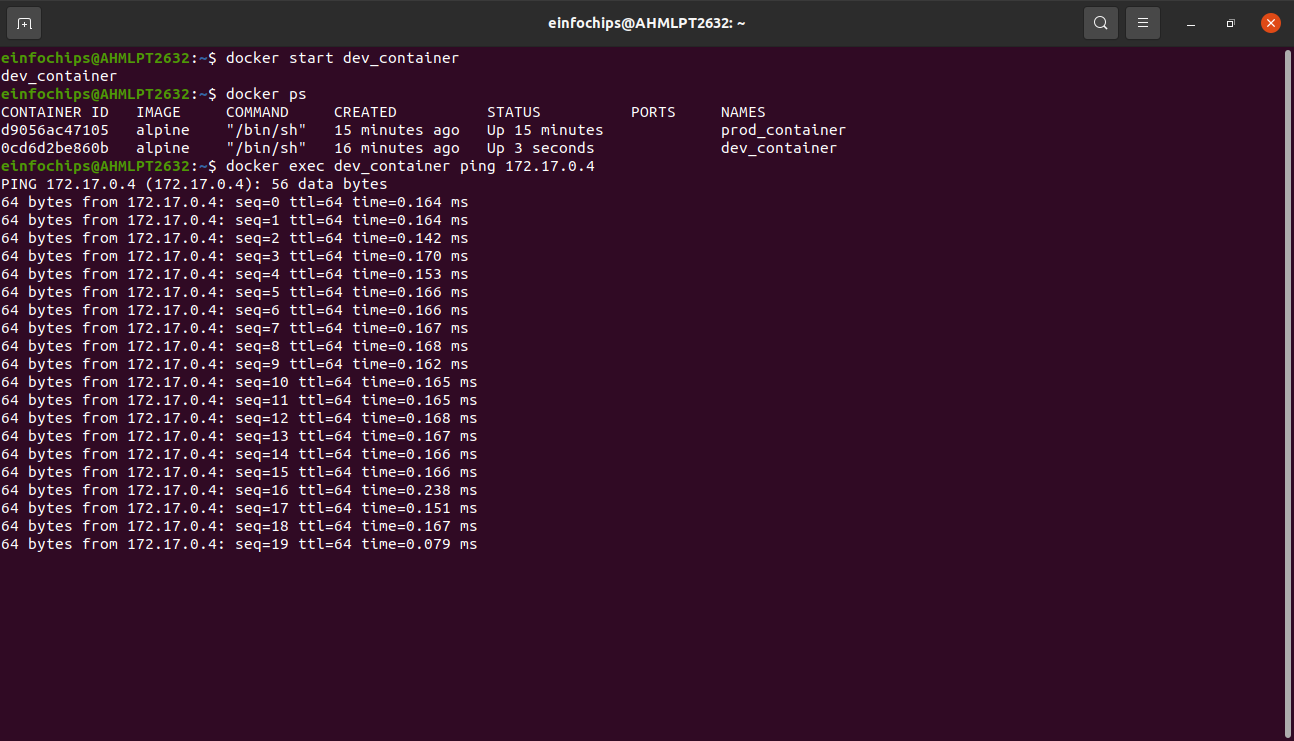 einfochips@AHMLPT2632: ~
einfochips@AHMLPT2632:~$ docker start dev_container
dev_container
einfochips@AHMLPT2632:~$ docker ps
CONTAINER ID   IMAGE     COMMAND     CREATED          STATUS          PORTS     NAMES
d9056ac47105   alpine    "/bin/sh"   15 minutes ago   Up 15 minutes             prod_container
0cd6d2be860b   alpine    "/bin/sh"   16 minutes ago   Up 3 seconds              dev_container
einfochips@AHMLPT2632:~$ docker exec dev_container ping 172.17.0.4
PING 172.17.0.4 (172.17.0.4): 56 data bytes
64 bytes from 172.17.0.4: seq=0 ttl=64 time=0.164 ms
64 bytes from 172.17.0.4: seq=1 ttl=64 time=0.164 ms
64 bytes from 172.17.0.4: seq=2 ttl=64 time=0.142 ms
64 bytes from 172.17.0.4: seq=3 ttl=64 time=0.170 ms
64 bytes from 172.17.0.4: seq=4 ttl=64 time=0.153 ms
64 bytes from 172.17.0.4: seq=5 ttl=64 time=0.166 ms
64 bytes from 172.17.0.4: seq=6 ttl=64 time=0.166 ms
64 bytes from 172.17.0.4: seq=7 ttl=64 time=0.167 ms
64 bytes from 172.17.0.4: seq=8 ttl=64 time=0.168 ms
64 bytes from 172.17.0.4: seq=9 ttl=64 time=0.162 ms
64 bytes from 172.17.0.4: seq=10 ttl=64 time=0.165 ms
64 bytes from 172.17.0.4: seq=11 ttl=64 time=0.165 ms
64 bytes from 172.17.0.4: seq=12 ttl=64 time=0.168 ms
64 bytes from 172.17.0.4: seq=13 ttl=64 time=0.167 ms
64 bytes from 172.17.0.4: seq=14 ttl=64 time=0.166 ms
64 bytes from 172.17.0.4: seq=15 ttl=64 time=0.166 ms
64 bytes from 172.17.0.4: seq=16 ttl=64 time=0.238 ms
64 bytes from 172.17.0.4: seq=17 ttl=64 time=0.151 ms
64 bytes from 172.17.0.4: seq=18 ttl=64 time=0.167 ms
64 bytes from 172.17.0.4: seq=19 ttl=64 time=0.079 ms